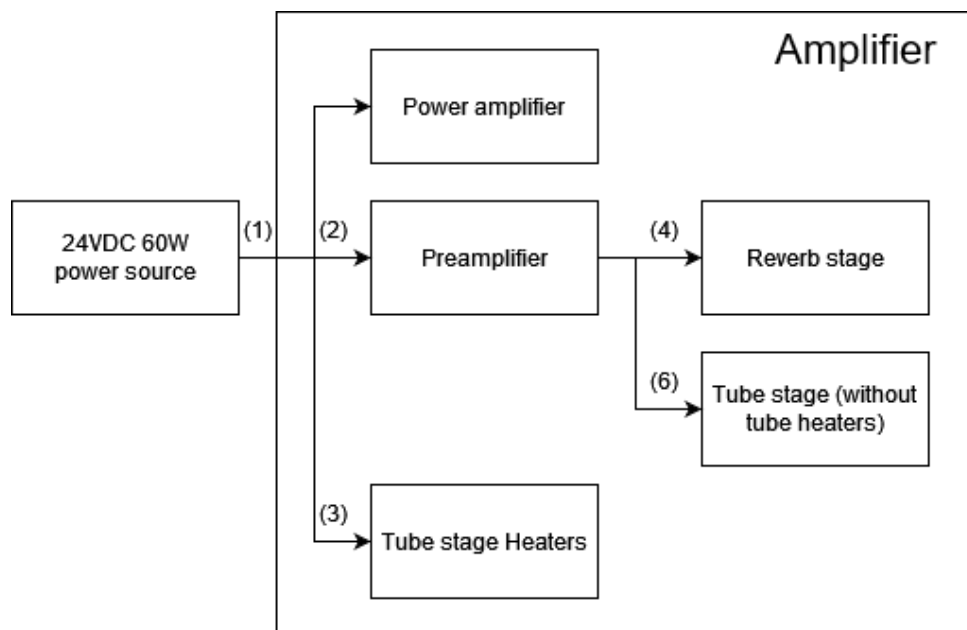 Amplifier
Power amplifier
24VDC 60W
power source
(1)
(2)
Preamplifier
(4)
Reverb stage
(6)
Tube stage (without
tube heaters)
(3)
Tube stage Heaters